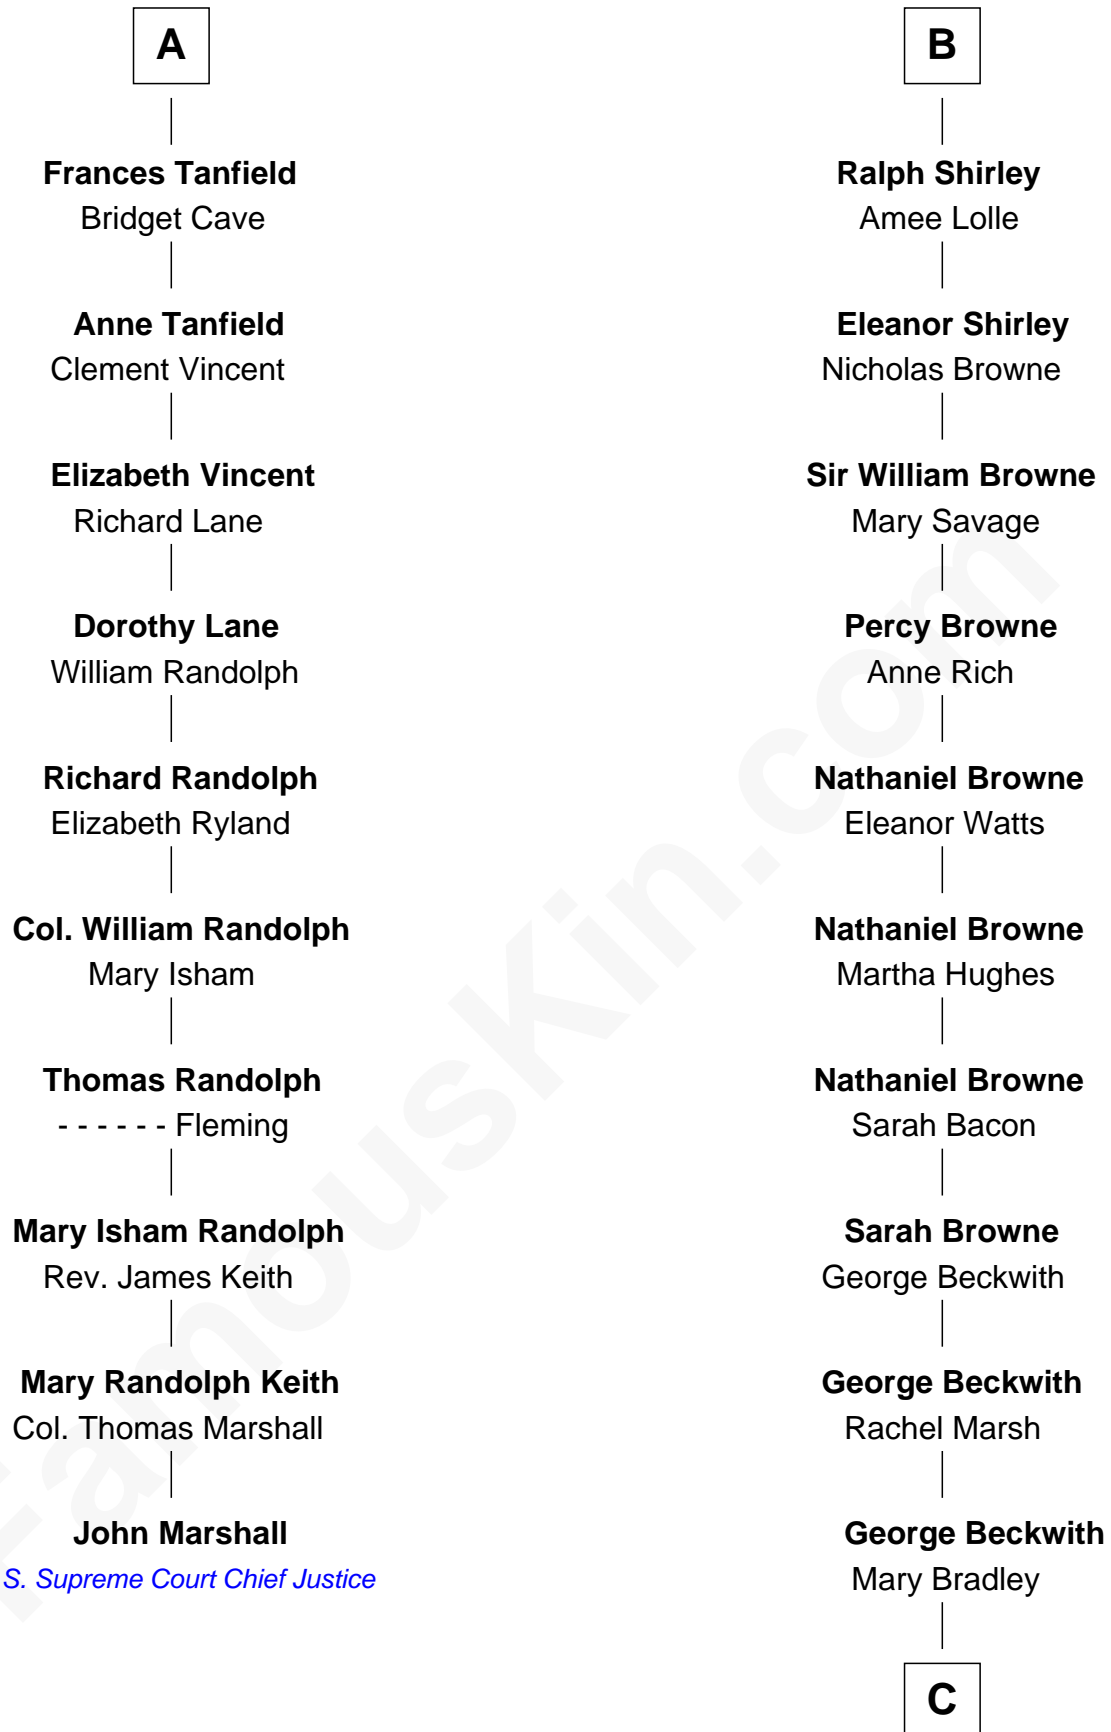 A
Frances Tanfield
Bridget Cave
Anne Tanfield
Clement Vincent
Elizabeth Vincent
Richard Lane
Dorothy Lane
William Randolph
Richard Randolph
Elizabeth Ryland
Col. William Randolph
Mary Isham
Thomas Randolph
- - - - - - Fleming
Mary Isham Randolph
Rev. James Keith
Mary Randolph Keith
Col. Thomas Marshall
John Marshall
S. Supreme Court Chief Justice
B
Ralph Shirley
Amee Lolle
Eleanor Shirley
Nicholas Browne
Sir William Browne
Mary Savage
Percy Browne
Anne Rich
Nathaniel Browne
Eleanor Watts
Nathaniel Browne
Martha Hughes
Nathaniel Browne
Sarah Bacon
Sarah Browne
George Beckwith
George Beckwith
Rachel Marsh
George Beckwith
Mary Bradley
C
FamousKin.com